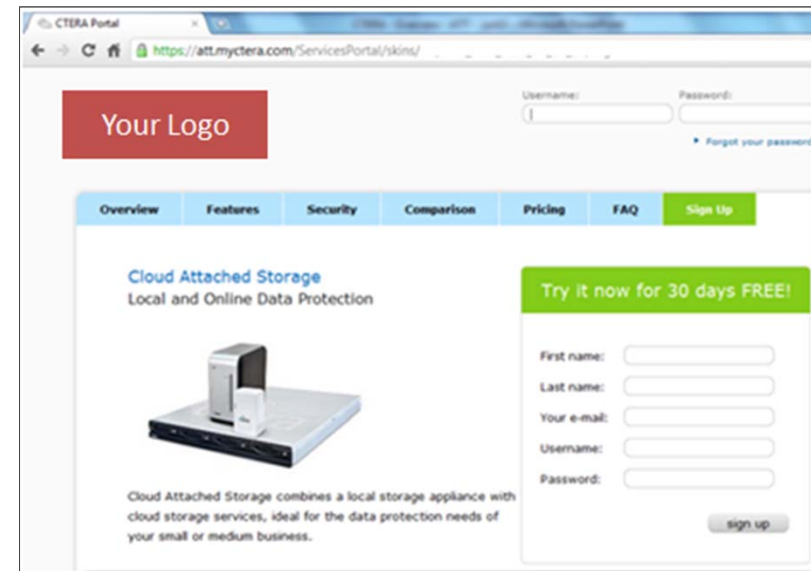 CTERA Portal
https://att.myctera.com/ServicesPortal/skins/
Username:
Password:
Your Logo
Forgot your password
Overview Features Security Comparison Pricing FAQ Sign Up
Cloud Attached Storage
Local and Online Data Protection
Try it now for 30 days FREE!
First name:
Last name:
Your e-mail:
Username:
Password:
Cloud Attached Storage combines a local storage appliance with
cloud storage services, ideal for the data protection needs of
your small or medium business.
sign up